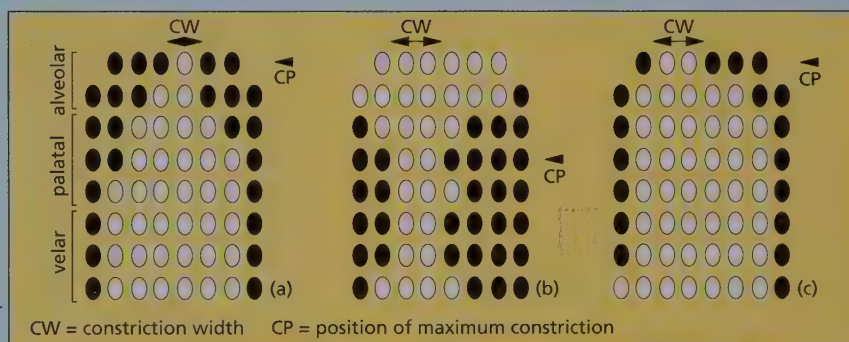 CW
CW
CW
alveolar
palatal
velar
CP
CP
CP
(a)
(b)
(c)
CW = constriction width CP = position of maximum constriction